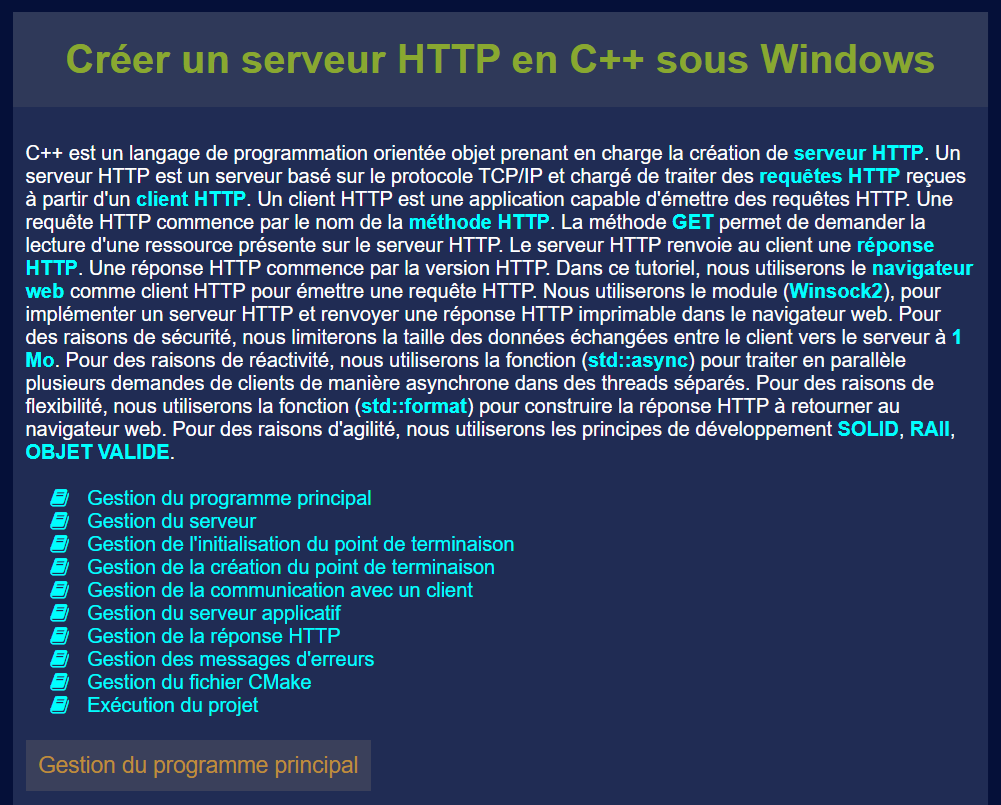 Créer un serveur HTTP en C++ sous Windows
C++ est un langage de programmation orientée objet prenant en charge la création de serveur HTTP. Un
serveur HTTP est un serveur basé sur le protocole TCP/IP et chargé de traiter des requêtes HTTP reçues
à partir d'un client HTTP. Un client HTTP est une application capable d'émettre des requêtes HTTP. Une
requête HTTP commence par le nom de la méthode HTTP. La méthode GET permet de demander la
lecture d'une ressource présente sur le serveur HTTP. Le serveur HTTP renvoie au client une réponse
HTTP. Une réponse HTTP commence par la version HTTP. Dans ce tutoriel, nous utiliserons le navigateur
web comme client HTTP pour émettre une requête HTTP. Nous utiliserons le module (Winsock2), pour
implémenter un serveur HTTP et renvoyer une réponse HTTP imprimable dans le navigateur web. Pour
des raisons de sécurité, nous limiterons la taille des données échangées entre le client vers le serveur à 1
Mo. Pour des raisons de réactivité, nous utiliserons la fonction (std::async) pour traiter en parallèle
plusieurs demandes de clients de manière asynchrone dans des threads séparés. Pour des raisons de
flexibilité, nous utiliserons la fonction (std::format) pour construire la réponse HTTP à retourner au
navigateur web. Pour des raisons d'agilité, nous utiliserons les principes de développement SOLID, RAII,
OBJET VALIDE.
Gestion du programme principal
Gestion du serveur
Gestion de l'initialisation du point de terminaison
Gestion de la création du point de terminaison
Gestion de la communication avec un client
Gestion du serveur applicatif
Gestion de la réponse HTTP
Gestion des messages d'erreurs
Gestion du fichier CMake
Exécution du projet
Gestion du programme principal